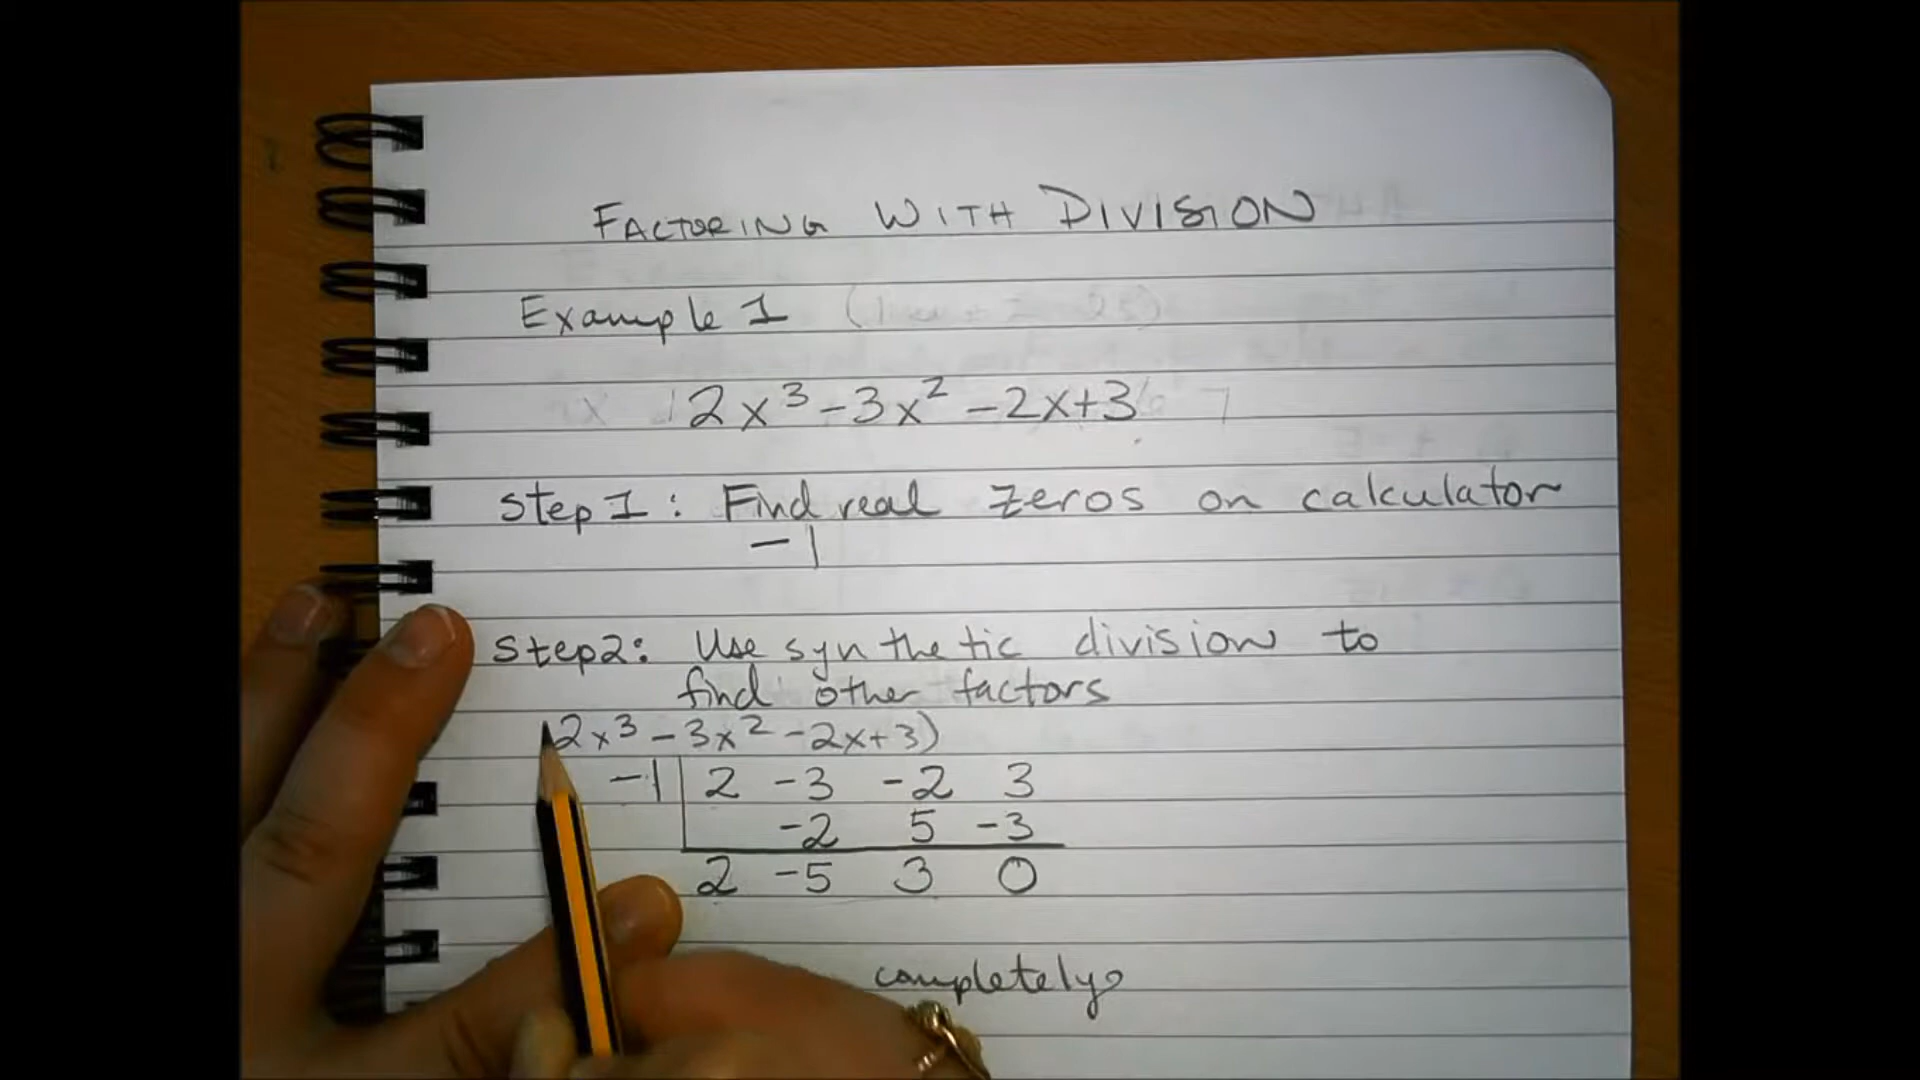 FACTORING WITH DIVISION
Example 1
2x³-3x²-2x+3
Step 1: Find real zeros on calculator
-1
Step 2: Use synthetic division to
find other factors
2x³-3x²-2x+3)
-1 2 -3 -2 3
-2 5 -3
2 -5 3 0
completely